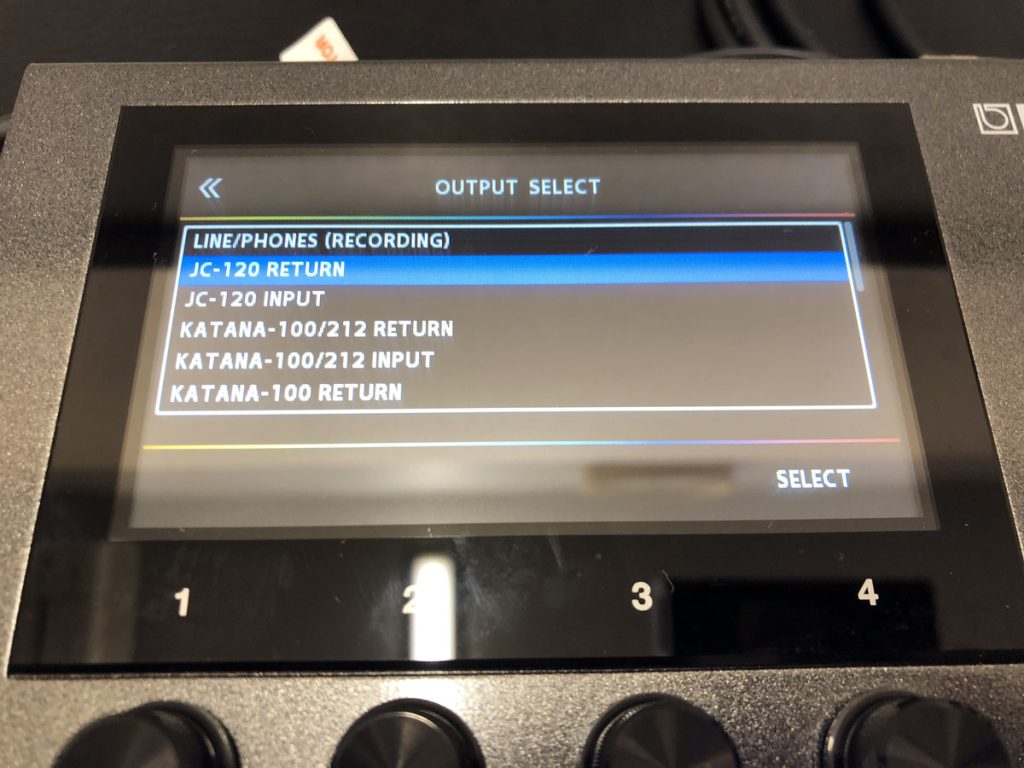 OUTPUT SELECT
LINE/PHONES (RECORDING)
JC-120 RETURN
JC-120 INPUT
KATANA-100/212 RETURN
KATANA-100/212 INPUT
KATANA-100 RETURN
SELECT
1 2 3 4